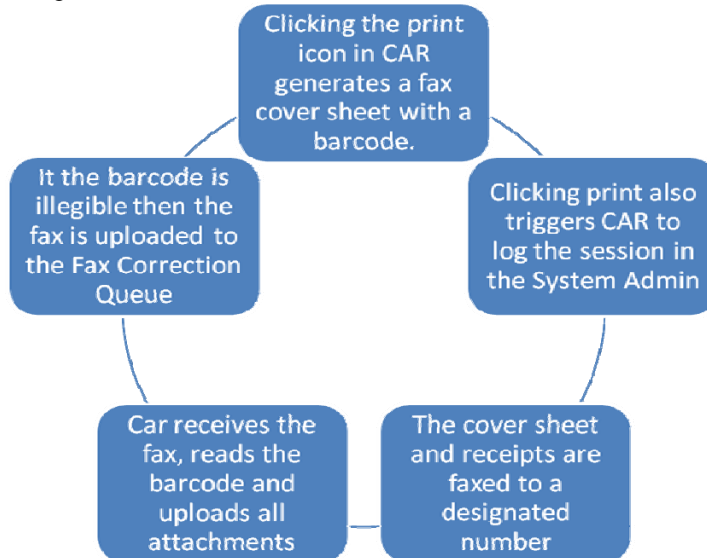 Clicking the print
icon in CAR
generates a fax
cover sheet with a
barcode.
Clicking print also
triggers CAR to
log the session in
the System Admin
The cover sheet
and receipts are
faxed to a
designated
number
Car receives the
fax, reads the
barcode and
uploads all
attachments
It the barcode is
illegible then the
fax is uploaded to
the Fax Correction
Queue